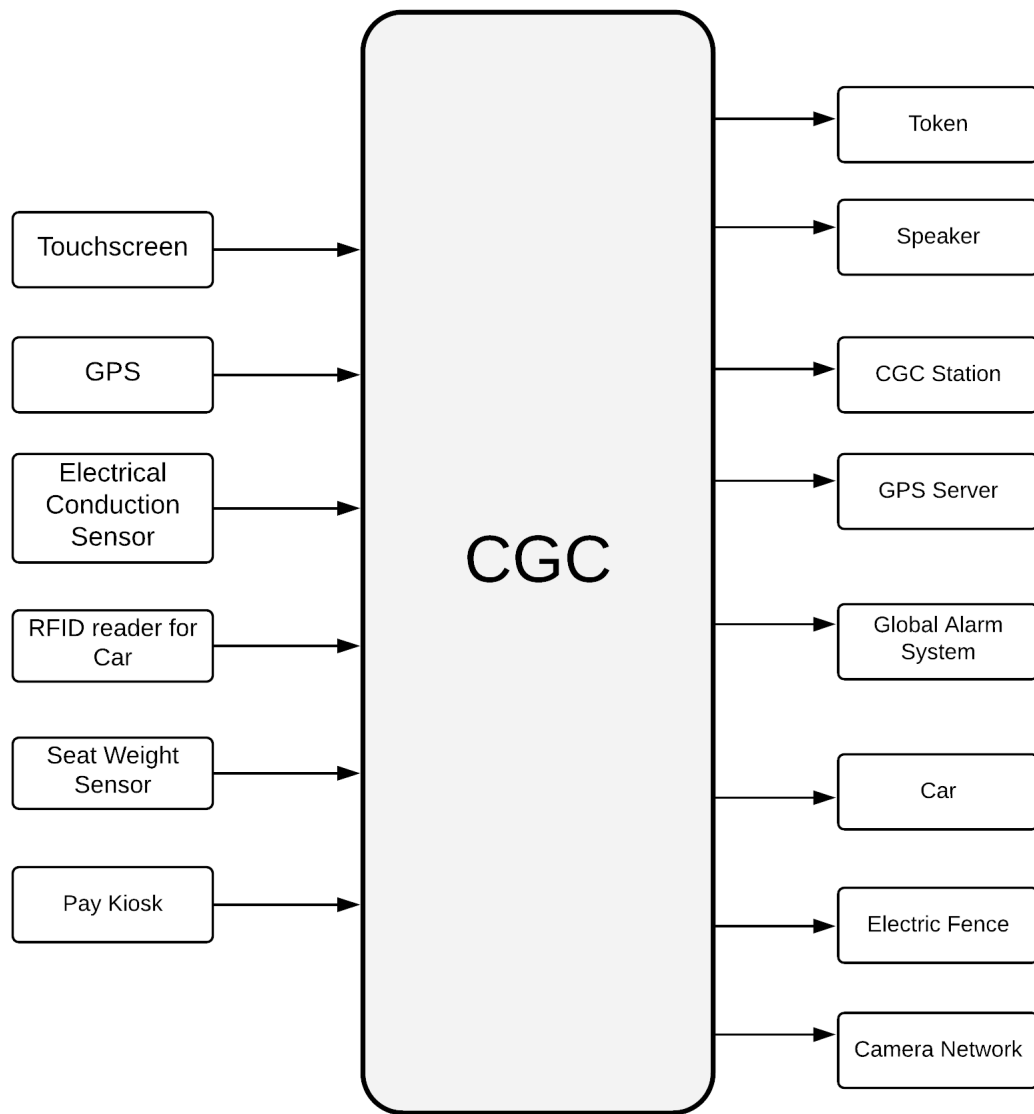 Touchscreen
GPS
Electrical
Conduction
Sensor
RFID reader for
Car
Seat Weight
Sensor
Pay Kiosk
CGC
Token
Speaker
CGC Station
GPS Server
Global Alarm
System
Car
Electric Fence
Camera Network